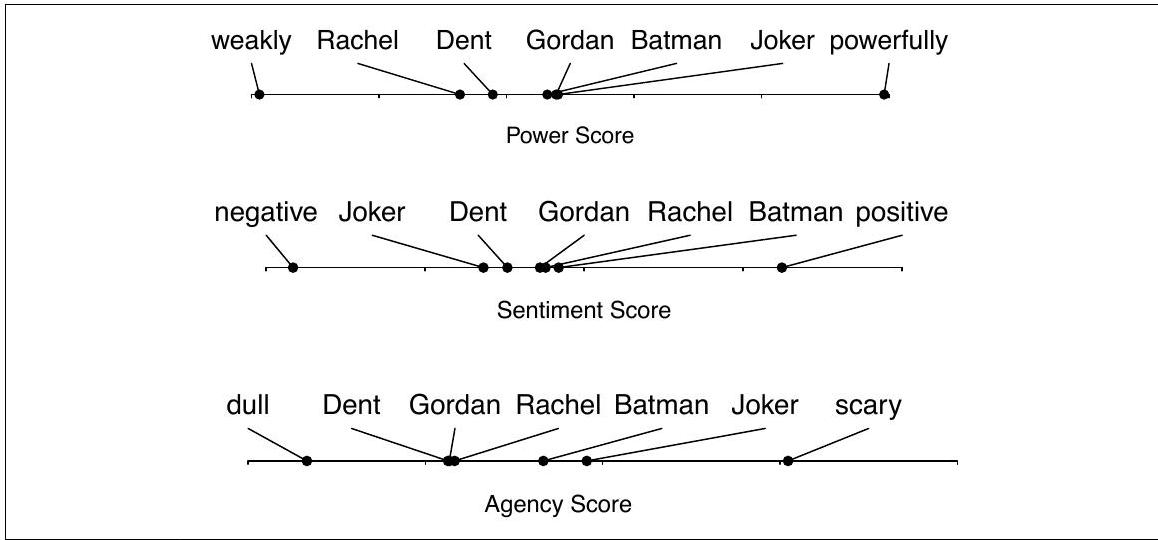 weakly Rachel Dent Gordan Batman Joker powerfully
Power Score
negative Joker Dent Gordan Rachel Batman positive
Sentiment Score
dull Dent Gordan Rachel Batman Joker scary
Agency Score